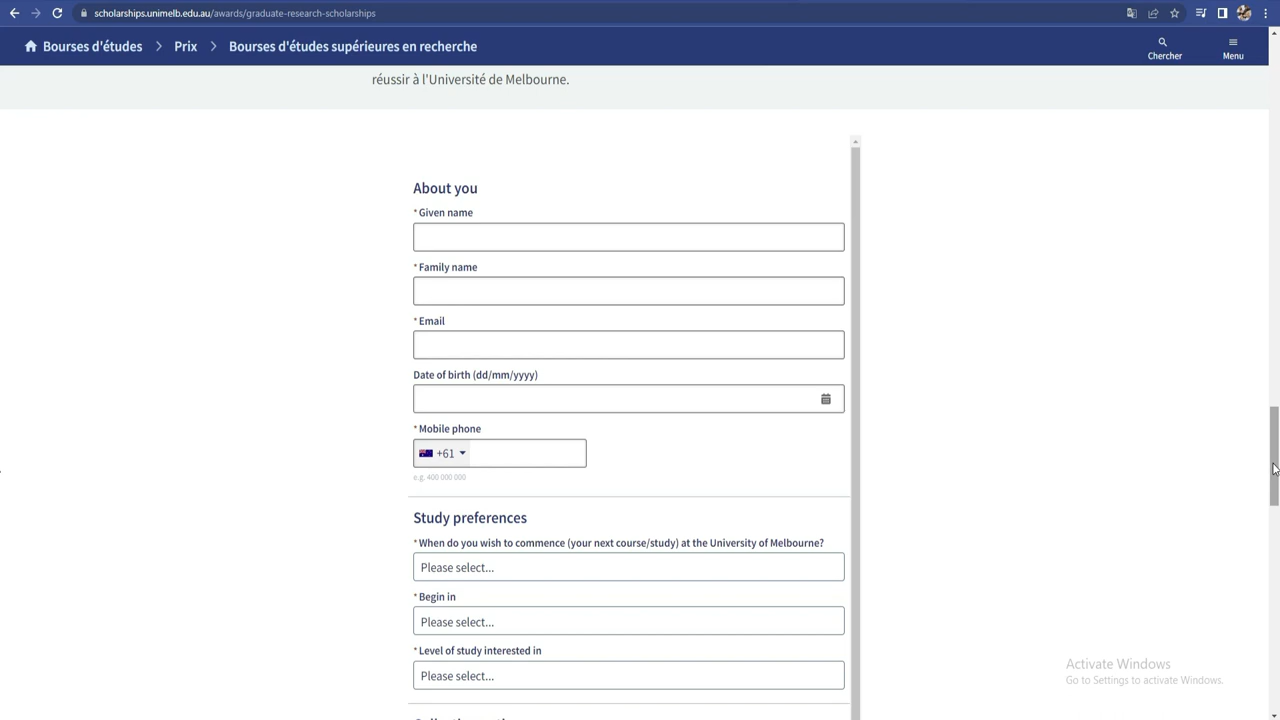 scholarships.unimelb.edu.au/awards/graduate-research-scholarships
Bourses d'études > Prix > Bourses d'études supérieures en recherche
Chercher
Menu
réussir à l'Université de Melbourne.
About you
* Given name
* Family name
* Email
Date of birth (dd/mm/yyyy)
* Mobile phone
+61
e.g. 400 000 000
Study preferences
* When do you wish to commence (your next course/study) at the University of Melbourne?
Please select...
* Begin in
Please select...
* Level of study interested in
Please select...
Activate Windows
Go to Settings to activate Windows.